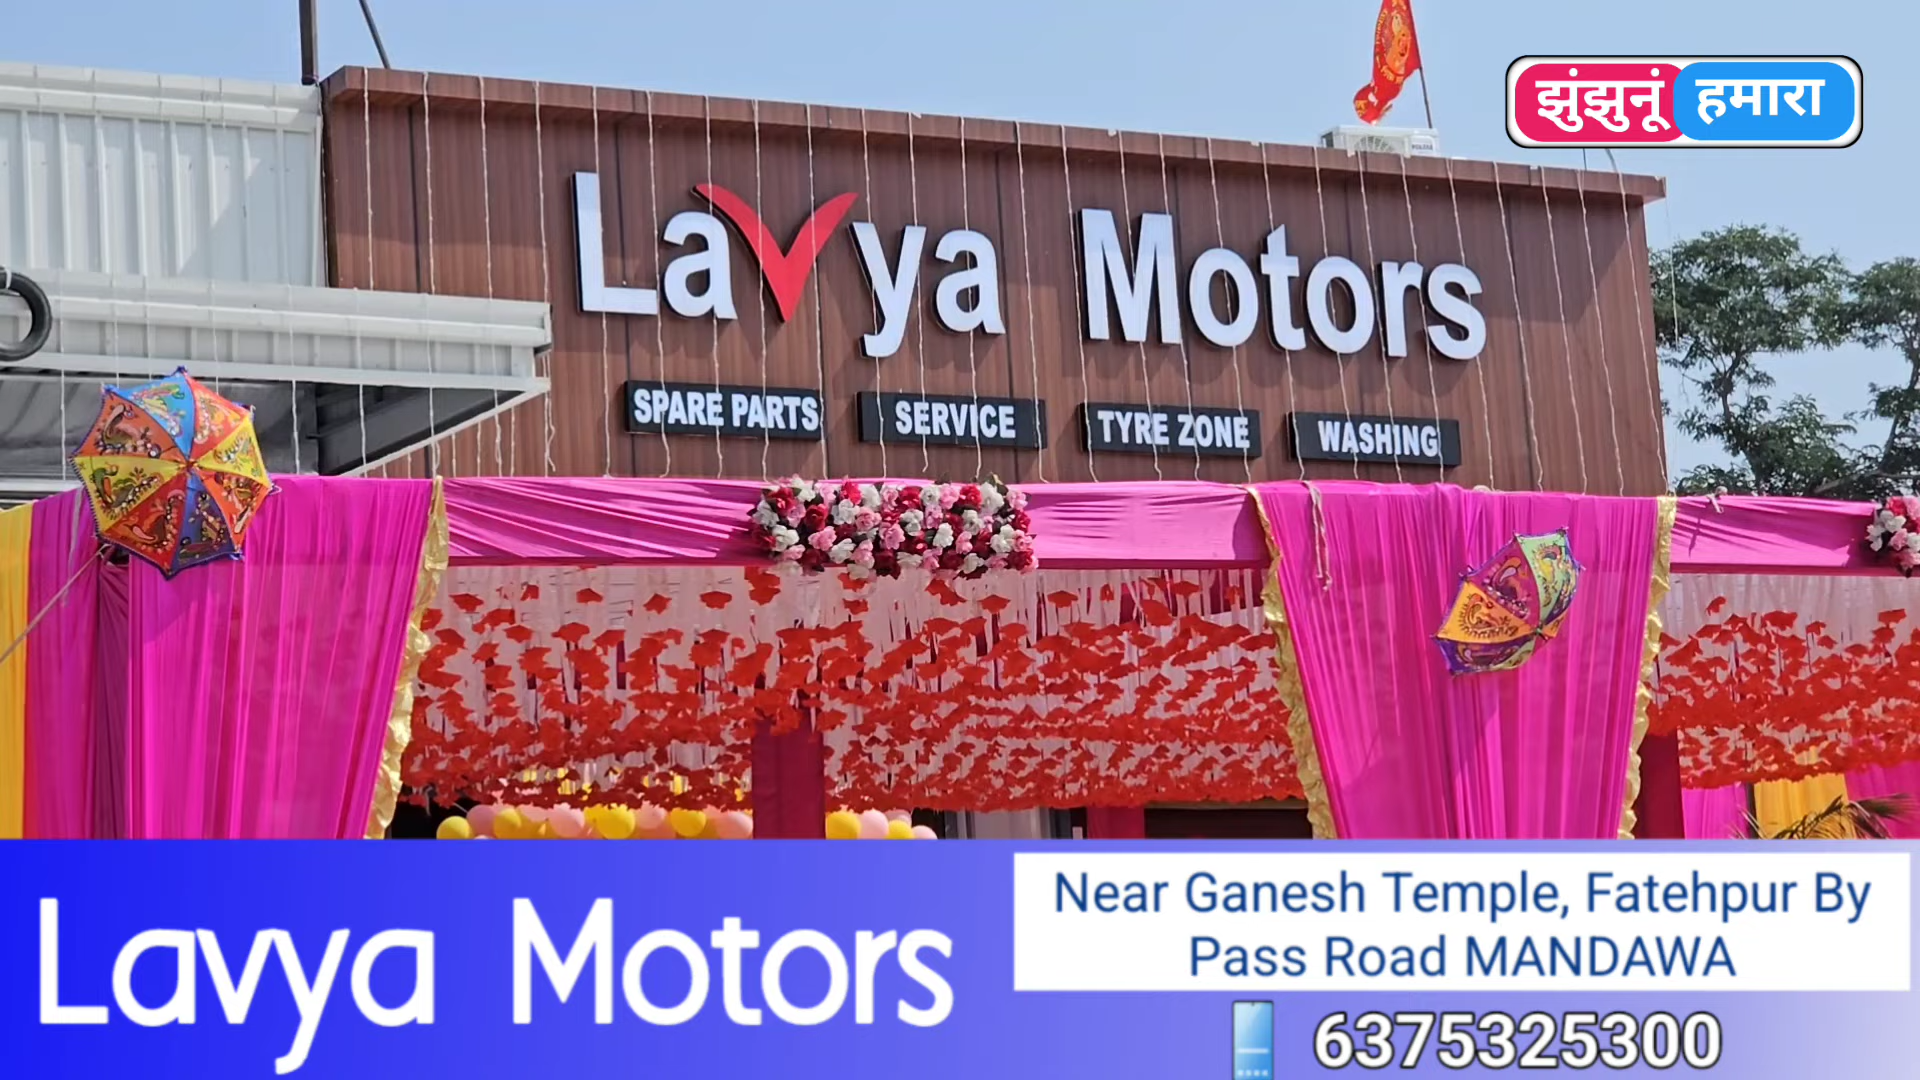 झुंझुनूं हमारा
Lavya Motors
SPARE PARTS
SERVICE
TYRE ZONE
WASHING
Lavya Motors
Near Ganesh Temple, Fatehpur By
Pass Road MANDAWA
6375325300